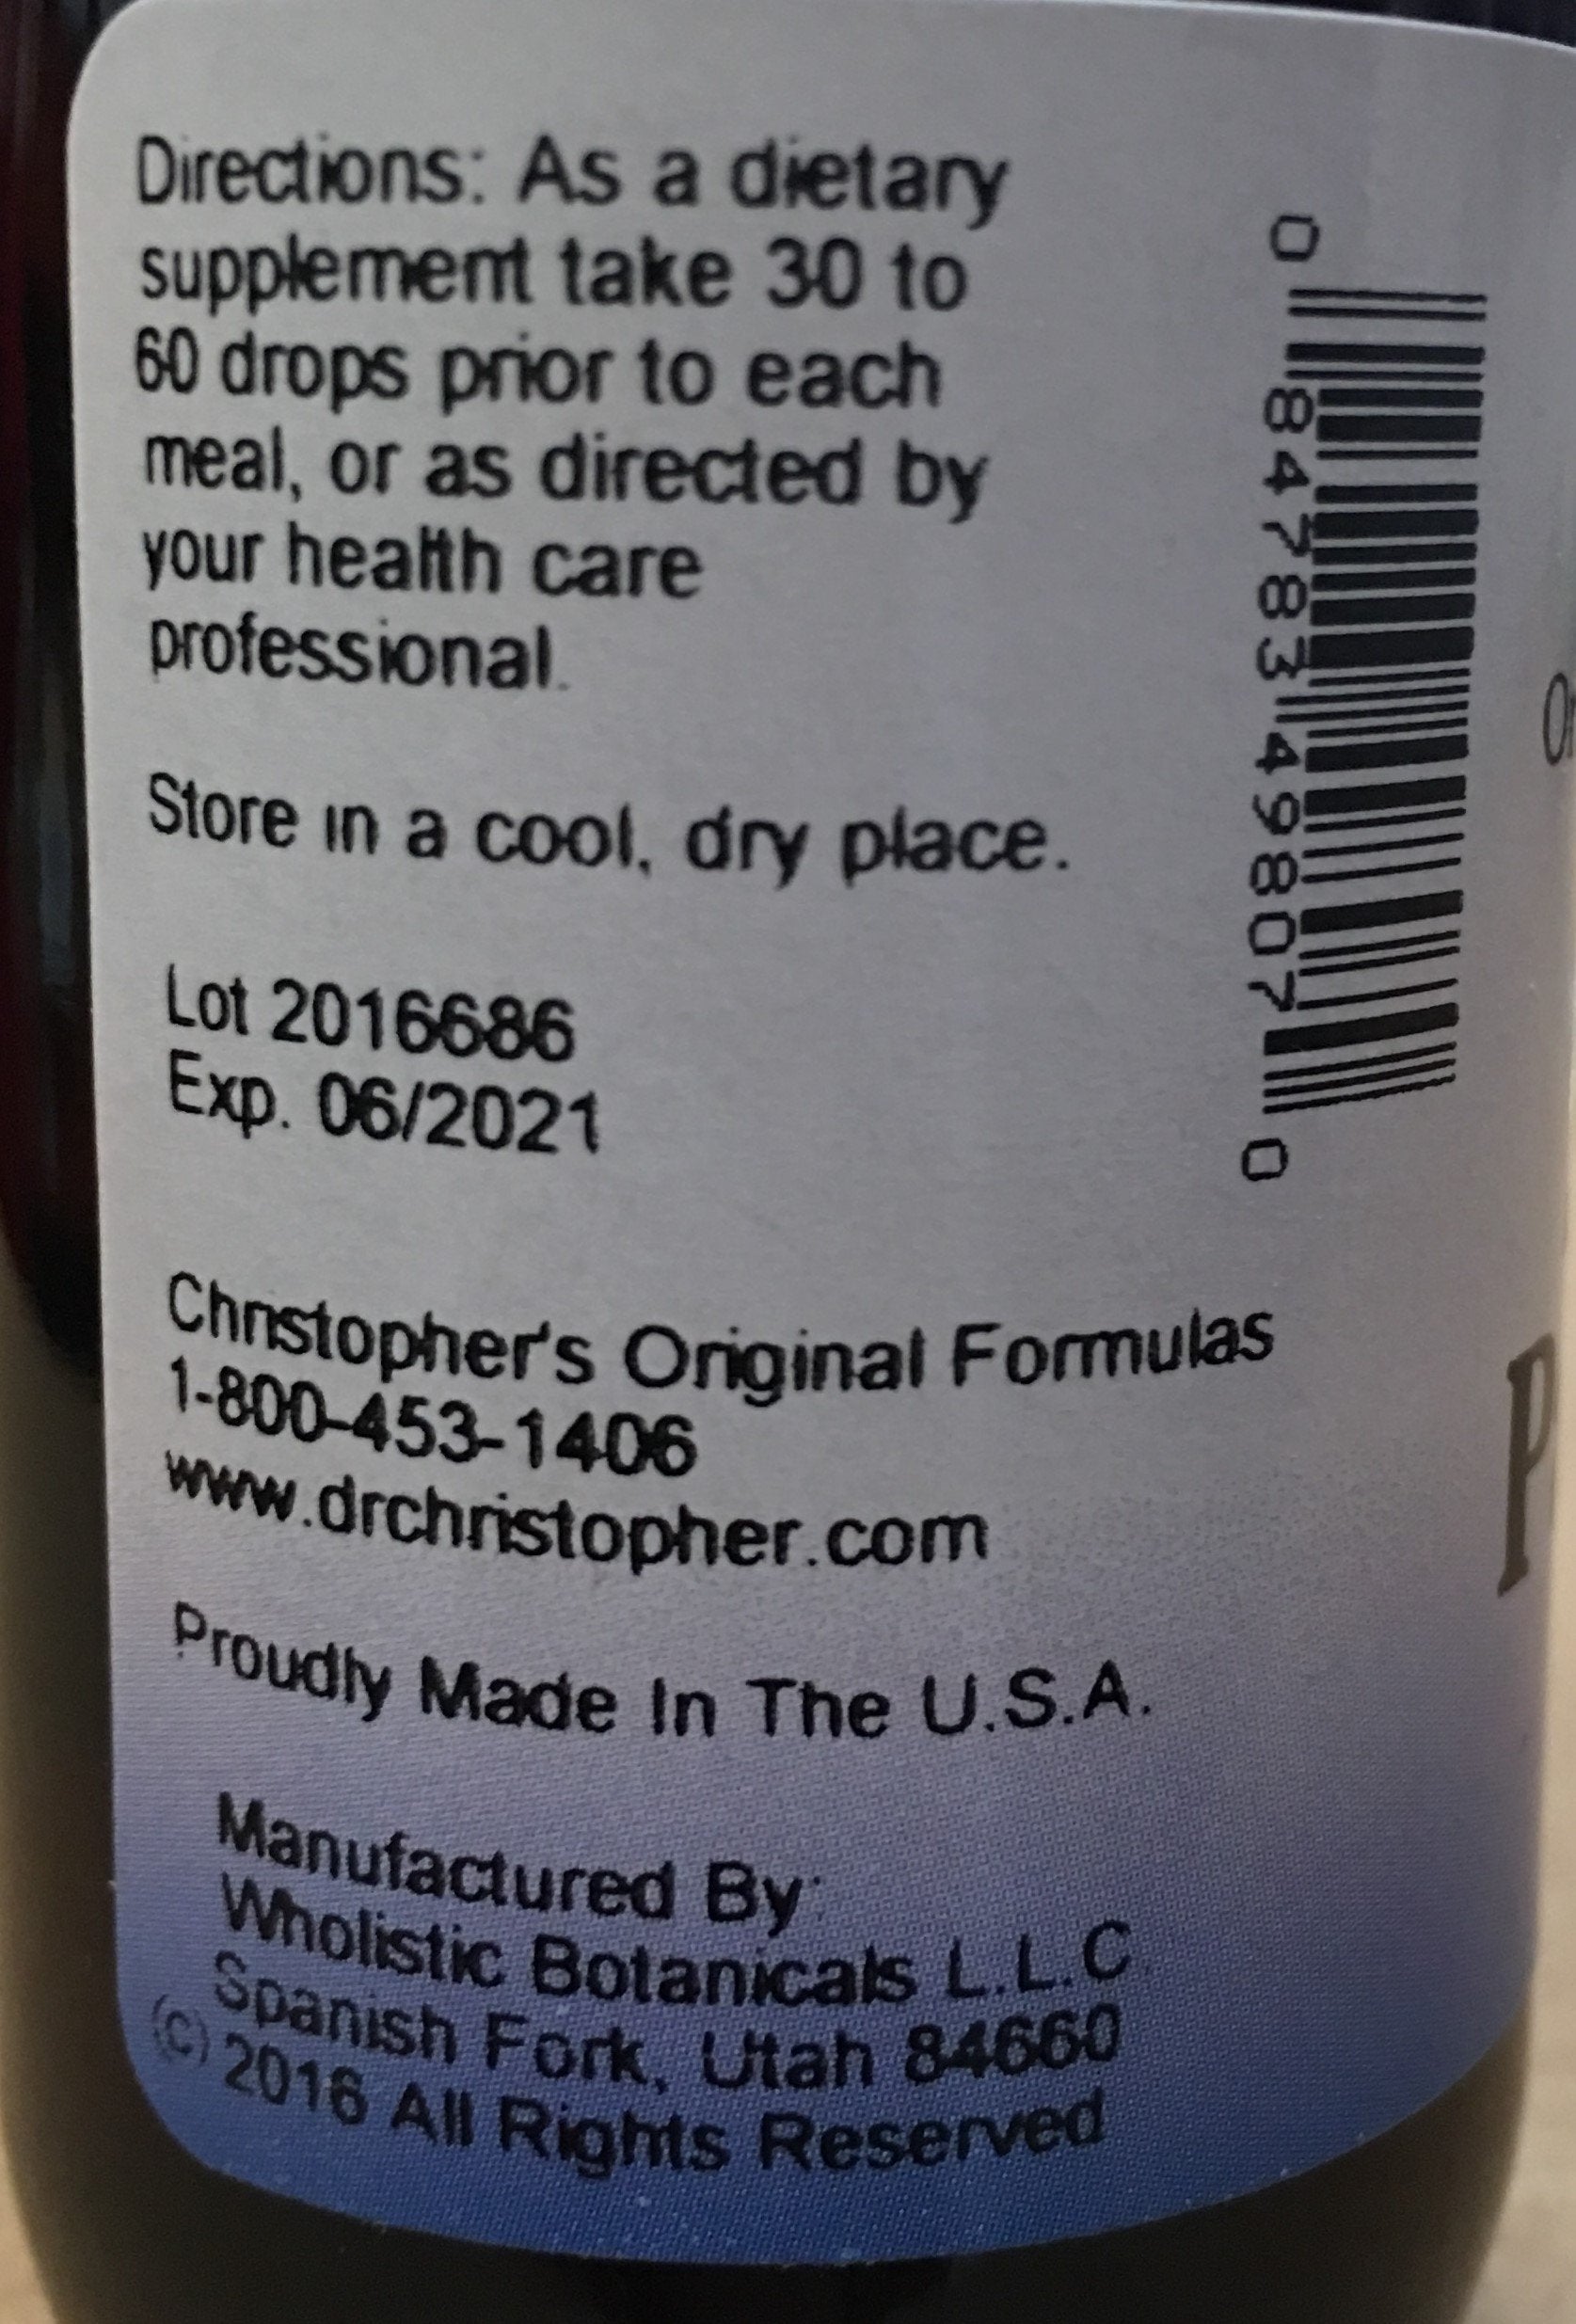 Directions: As a dietary
supplement take 30 to
60 drops prior to each
meal, or as directed by
your health care
professional.
Store in a cool, dry place.
Lot 2016686
Exp. 06/2021
Christopher's Original Formulas
1-800-453-1406
www.drchristopher.com
Proudly Made In The U.S.A.
Manufactured By:
Wholistic Botanicals L.L.C
Spanish Fork, Utah 84660
(C) 2016 All Rights Reserved
0 84783 49807 0
P